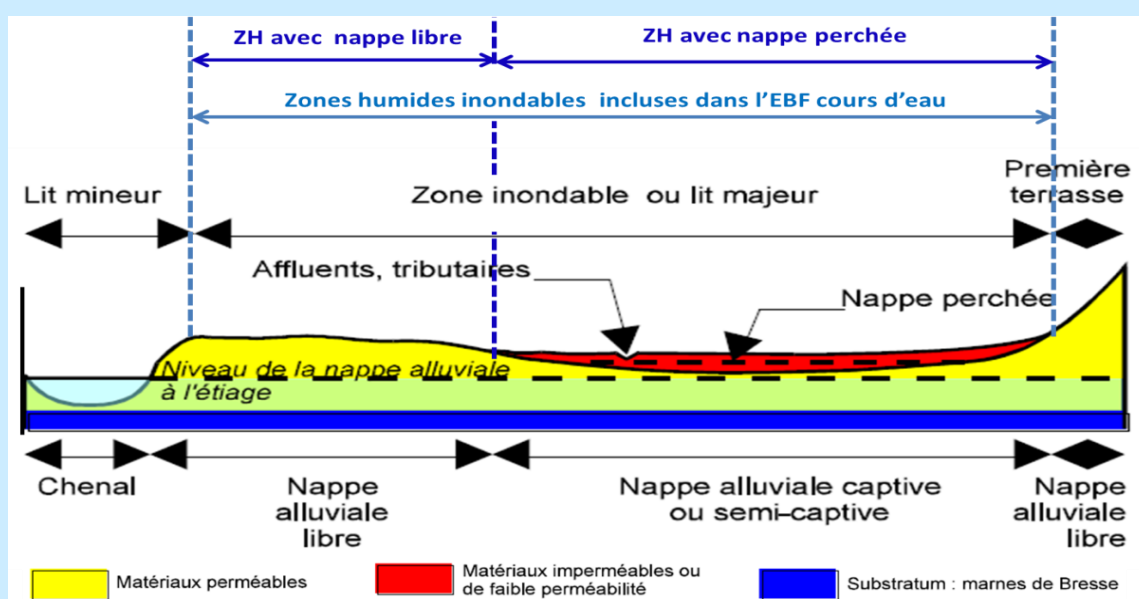 ZH avec nappe libre
ZH avec nappe perchée
Zones humides inondables incluses dans l'EBF cours d'eau
Lit mineur
Zone inondable ou lit majeur
Première
terrasse
Affluents, tributaires
Nappe perchée
Niveau de la nappe alluviale
à l'étiage
Chenal
Nappe
alluviale
libre
Nappe alluviale captive
ou semi-captive
Nappe
alluviale
libre
Matériaux perméables
Matériaux imperméables ou
de faible perméabilité
Substratum : marnes de Bresse